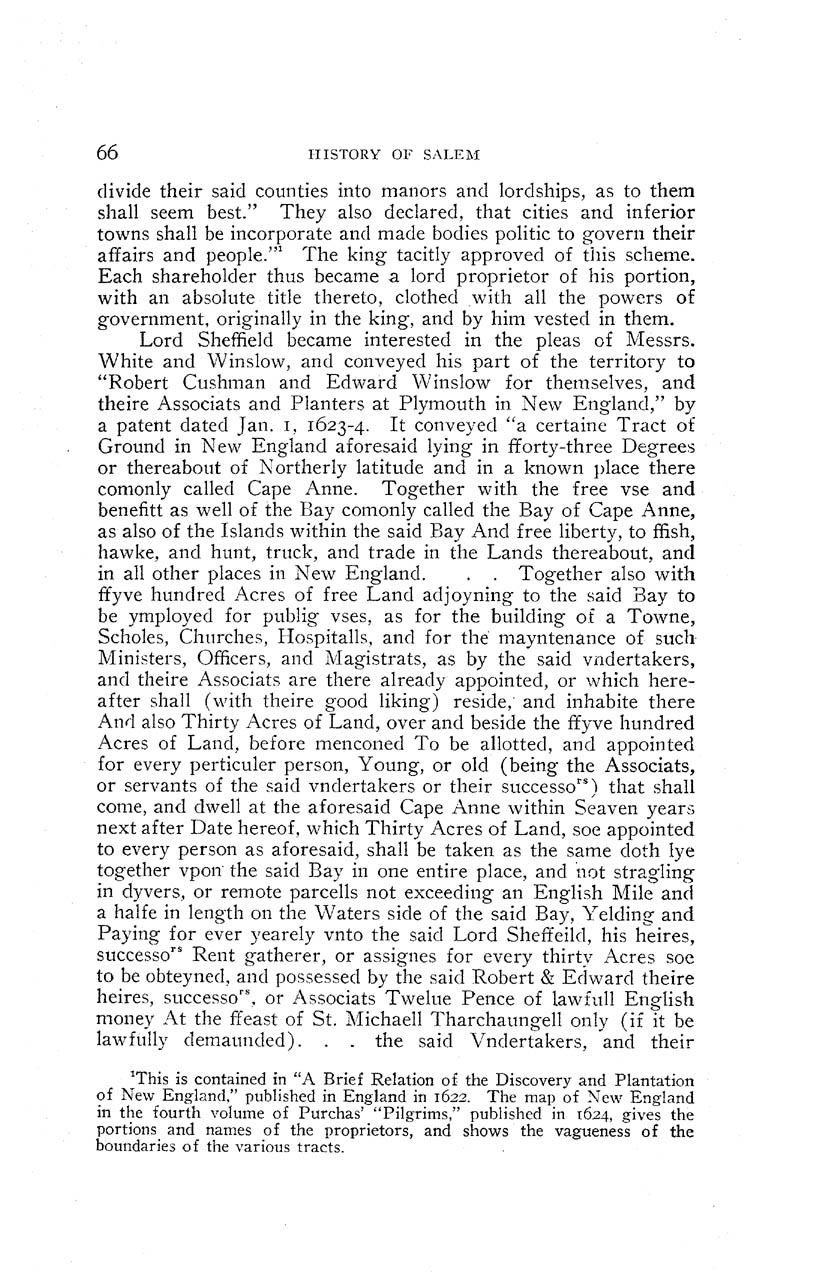 66 HISTORY OF SALEM
divide their said counties into manors and lordships, as to them
shall seem best.” They also declared, that cities and inferior
towns shall be incorporate and made bodies politic to govern their
affairs and people.’”¹ The king tacitly approved of this scheme.
Each shareholder thus became a lord proprietor of his portion,
with an absolute title thereto, clothed with all the powers of
government, originally in the king, and by him vested in them.
Lord Sheffield became interested in the pleas of Messrs.
White and Winslow, and conveyed his part of the territory to
“Robert Cushman and Edward Winslow for themselves, and
theire Associats and Planters at Plymouth in New England,” by
a patent dated Jan. 1, 1623-4. It conveyed “a certaine Tract of
Ground in New England aforesaid lying in fforty-three Degrees
or thereabout of Northerly latitude and in a known place there
comonly called Cape Anne. Together with the free vse and
benefitt as well of the Bay comonly called the Bay of Cape Anne,
as also of the Islands within the said Bay And free liberty, to ffish,
hawke, and hunt, truck, and trade in the Lands thereabout, and
in all other places in New England. . . Together also with
ffyve hundred Acres of free Land adjoyning to the said Bay to
be ymployed for publig vses, as for the building of a Towne,
Scholes, Churches, Hospitalls, and for the mayntenance of such
Ministers, Officers, and Magistrats, as by the said vndertakers,
and theire Associats are there already appointed, or which here-
after shall (with theire good liking) reside, and inhabite there
And also Thirty Acres of Land, over and beside the ffyve hundred
Acres of Land, before menconed To be allotted, and appointed
for every perticuler person, Young, or old (being the Associats,
or servants of the said vndertakers or their successoʳˢ) that shall
come, and dwell at the aforesaid Cape Anne within Seaven years
next after Date hereof, which Thirty Acres of Land, soe appointed
to every person as aforesaid, shall be taken as the same doth lye
together vpon the said Bay in one entire place, and not stragling
in dyvers, or remote parcells not exceeding an English Mile and
a halfe in length on the Waters side of the said Bay, Yelding and
Paying for ever yearely vnto the said Lord Sheffeild, his heires,
successoʳˢ Rent gatherer, or assignes for every thirty Acres soe
to be obteyned, and possessed by the said Robert & Edward theire
heires, successoʳˢ, or Associats Twelue Pence of lawfull English
money At the ffeast of St. Michaell Tharchaungell only (if it be
lawfully demaunded). . . the said Vndertakers, and their
¹This is contained in “A Brief Relation of the Discovery and Plantation
of New England,” published in England in 1622. The map of New England
in the fourth volume of Purchas’ “Pilgrims,” published in 1624, gives the
portions and names of the proprietors, and shows the vagueness of the
boundaries of the various tracts.